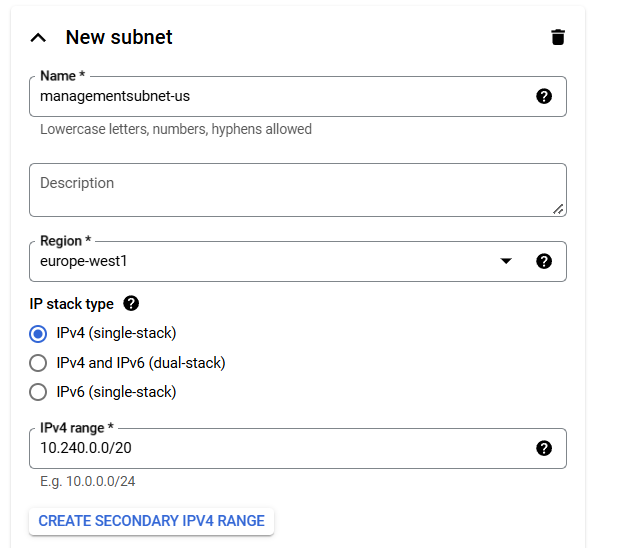 New subnet
Name *
managementsubnet-us
Lowercase letters, numbers, hyphens allowed
Description
Region *
europe-west1
IP stack type
IPv4 (single-stack)
IPv4 and IPv6 (dual-stack)
IPv6 (single-stack)
IPv4 range *
10.240.0.0/20
E.g. 10.0.0.0/24
CREATE SECONDARY IPV4 RANGE